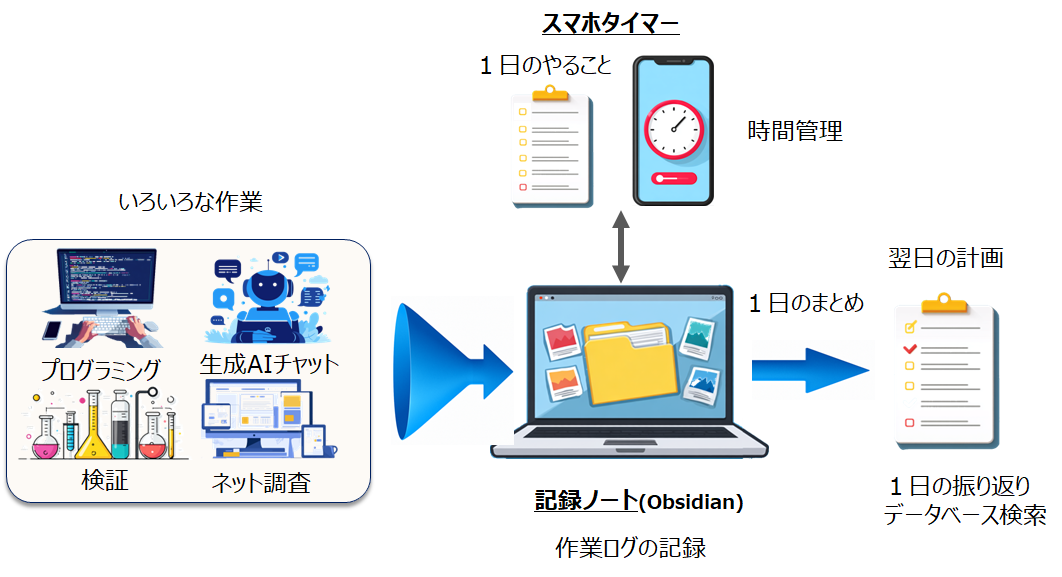 スマホタイマー
１日のやること
時間管理
いろいろな作業
プログラミング
生成AIチャット
検証
ネット調査
記録ノート(Obsidian)
作業ログの記録
１日のまとめ
翌日の計画
１日の振り返り
データベース検索